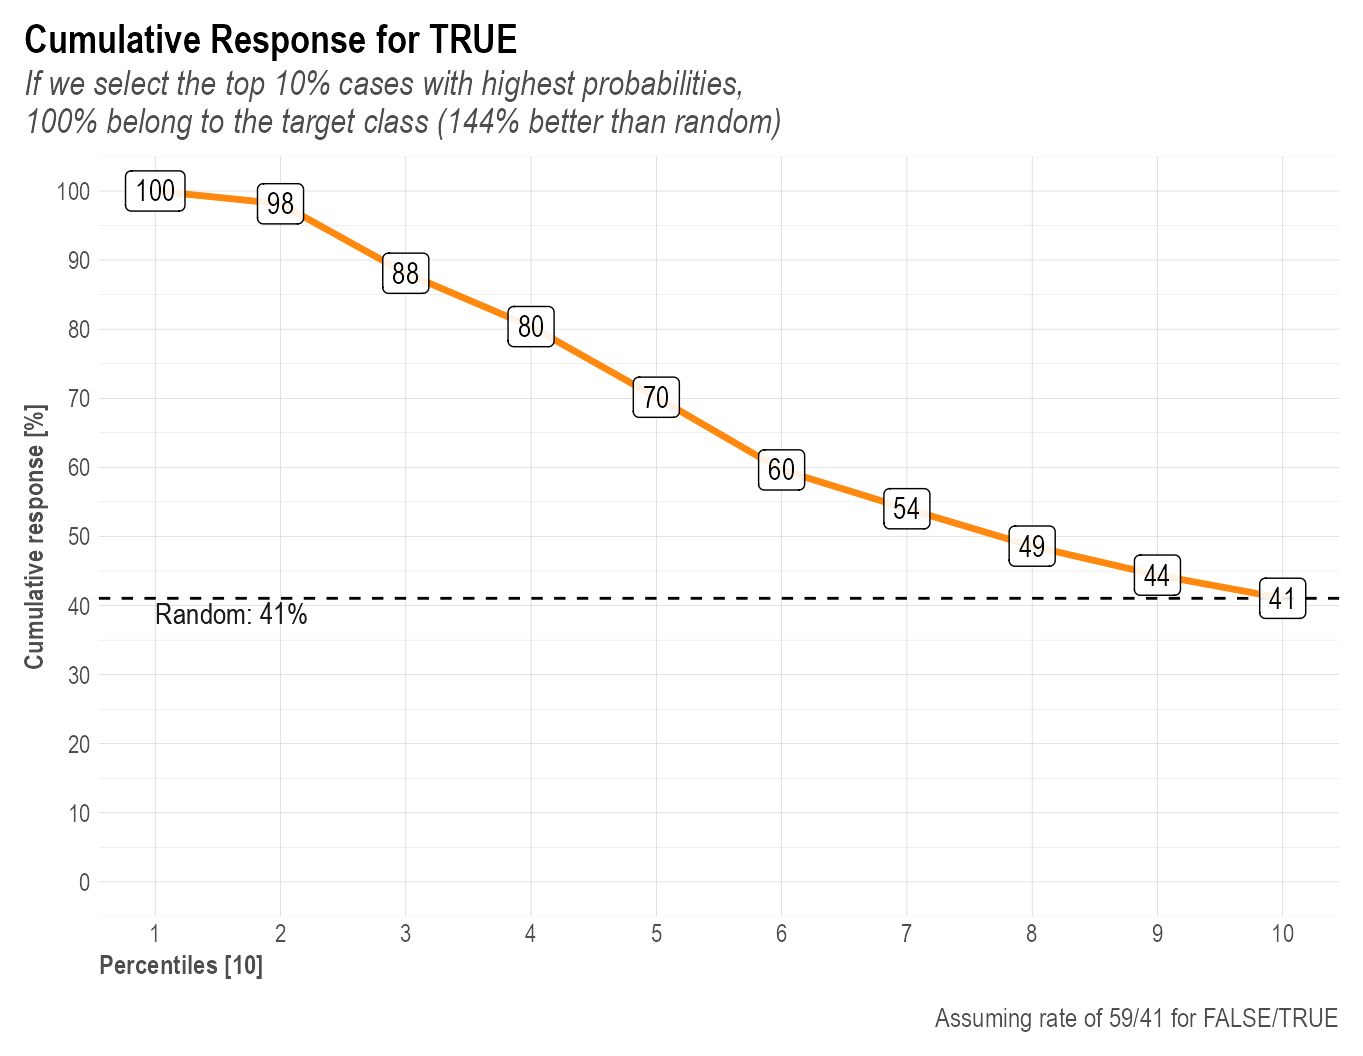 Cumulative Response for TRUE
If we select the top 10% cases with highest probabilities,
100% belong to the target class (144% better than random)
Cumulative response [%]
100
90
80
70
60
50
40
30
20
10
0
100
98
88
80
70
60
54
49
44
41
Random: 41%
1 2 3 4 5 6 7 8 9 10
Percentiles [10]
Assuming rate of 59/41 for FALSE/TRUE